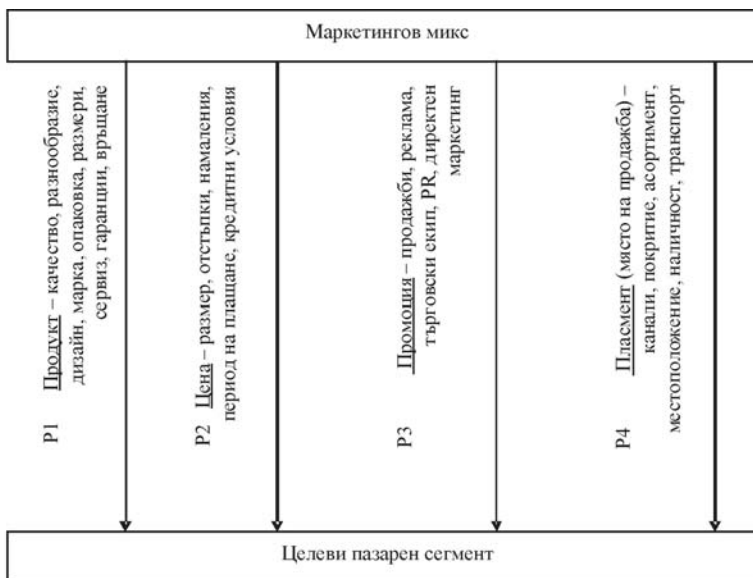 Маркетингов микс
P1 Продукт – качество, разнообразие,
дизайн, марка, опаковка, размери,
сервиз, гаранции, връщане
P2 Цена – размер, отстъпки, намаления,
период на плащане, кредитни условия
P3 Промоция – продажби, реклама,
търговски екип, PR, директен
маркетинг
P4 Пласмент (място на продажба) –
канали, покритие, асортимент,
местоположение, наличност, транспорт
Целеви пазарен сегмент